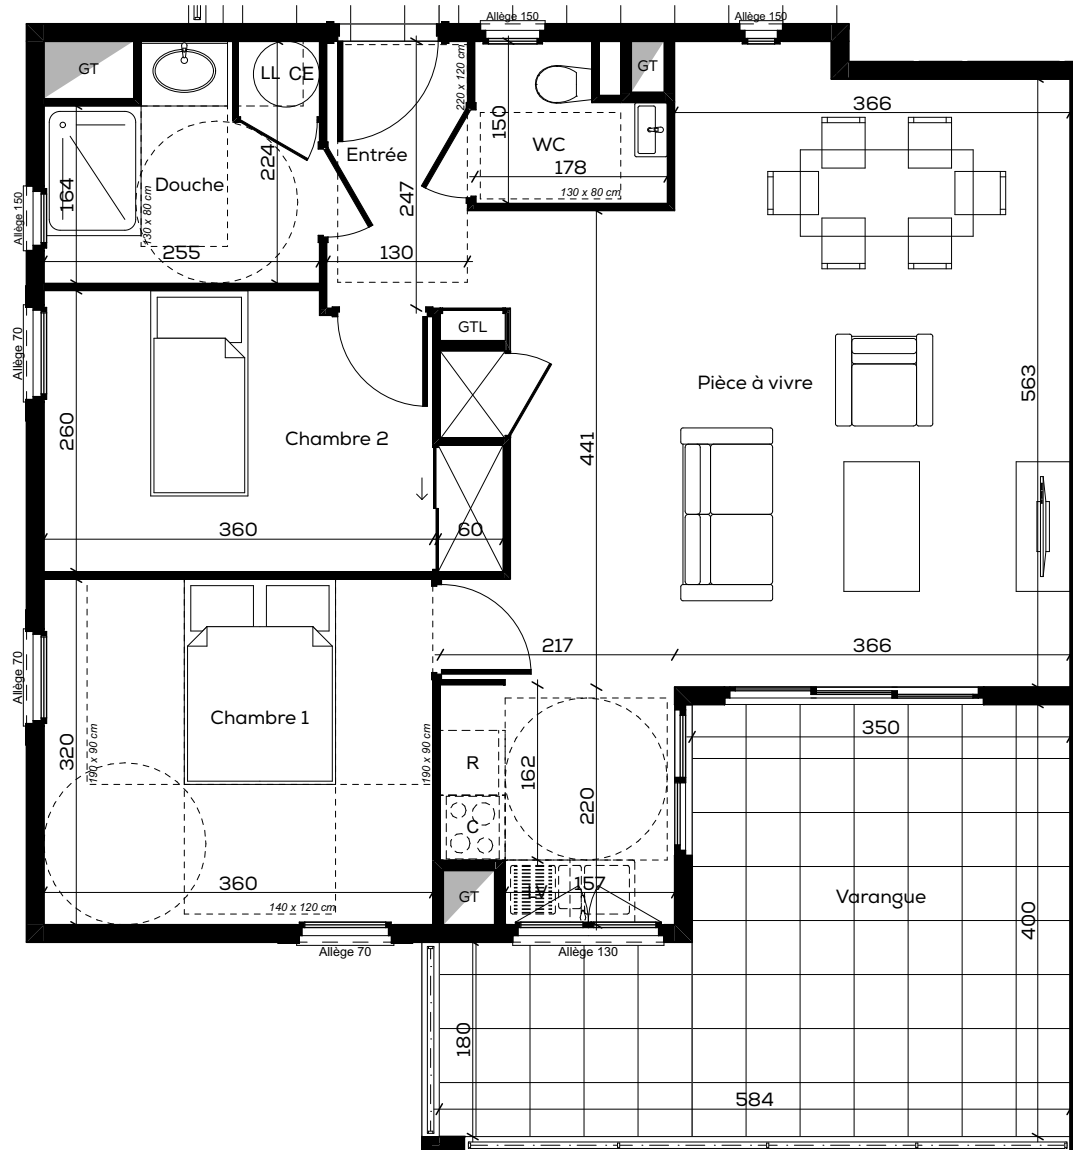 Allège 150
Allège 150
GT
LL CE
220 x 120 cm
GT
366
150
Entrée
WC
224
178
Douche
164
130 x 80 cm
247
130 x 80 cm
Allège 150
255
130
GTL
Allège 70
Pièce à vivre
563
260
Chambre 2
441
360
60
217
366
Allège 70
Chambre 1
350
320
190 x 90 cm
190 x 90 cm
R
162
220
C
360
GT
LV
157
Varangue
140 x 120 cm
400
Allège 70
Allège 130
180
584